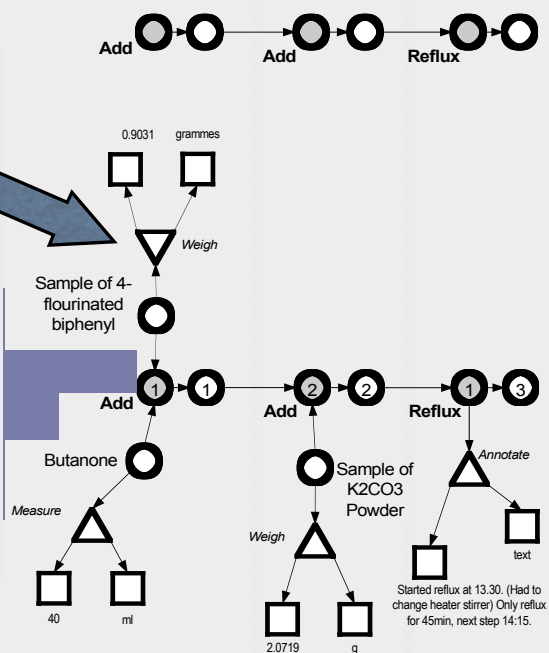 Add
Add
Reflux
0.9031
grammes
Weigh
Sample of 4-
flourinated
biphenyl
1
1
2
2
1
3
Add
Add
Reflux
Butanone
Measure
40
ml
Sample of
K2CO3
Powder
Weigh
2.0719
g
Annotate
text
Started reflux at 13.30. (Had to
change heater stirrer) Only reflux
for 45min, next step 14:15.